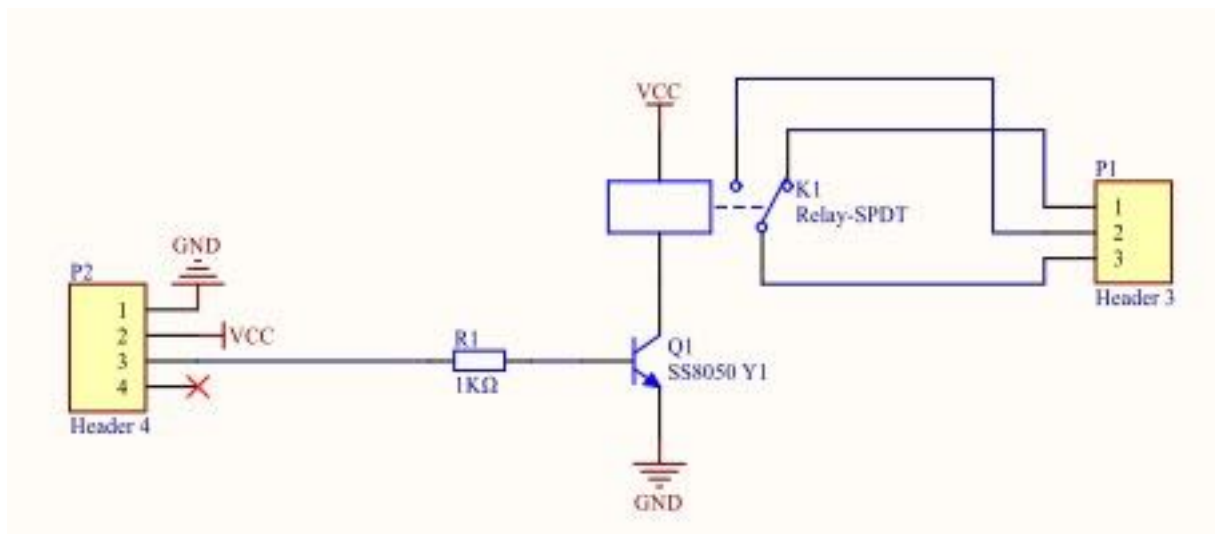 VCC
P1
K1
Relay-SPDT
1
2
3
Header 3
GND
P2
1
2
3
4
VCC
Header 4
R1
1KΩ
Q1
SS8050 Y1
GND